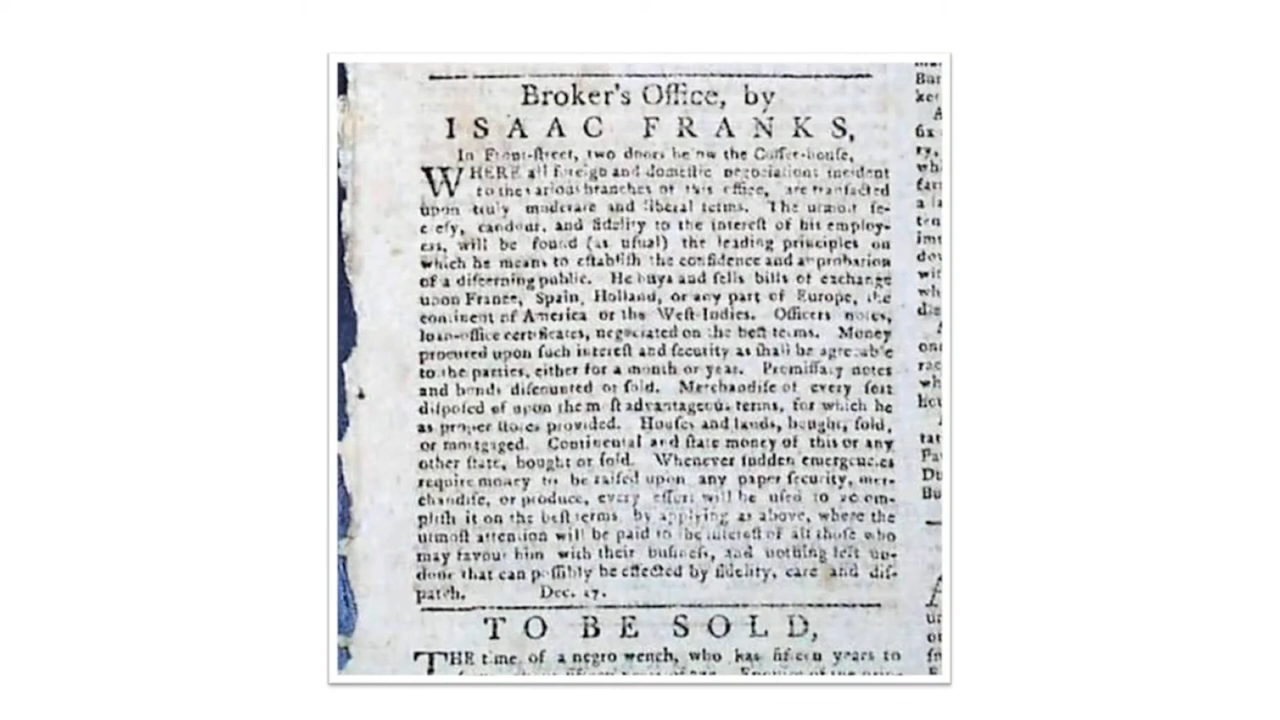 Broker's Office, by
ISAAC FRANKS,
In Front-ſtreet, two doors below the Coffee-houſe,
WHERE all foreign and domeſtic negociations incident
to the various branches of this office, are tranſacted
upon truly moderate and liberal terms. The utmoſt ſe-
creſy, candour, and fidelity to the intereſt of his employ-
ers, will be found (as uſual) the leading principles on
which he means to eſtabliſh the confidence and approbation
of a diſcerning public. He buys and ſells bills of exchange
upon France, Spain, Holland, or any part of Europe, the
continent of America or the Weſt-Indies. Officers notes,
loan-office certificates, negociated on the beſt terms. Money
procured upon ſuch intereſt and ſecurity as ſhall be agreeable
to the parties, either for a month or year. Promiſſary notes
and bonds diſcounted or ſold. Merchandiſe of every ſort
diſpoſed of upon the moſt advantageous terms, for which he
as proper ſtores provided. Houſes and lands, bought, ſold,
or mortgaged. Continental and ſtate money of this or any
other ſtate, bought or ſold. Whenever ſudden emergencies
require money to be raiſed upon any paper ſecurity, mer-
chandiſe, or produce, every effort will be uſed to accom-
pliſh it on the beſt terms by applying as above, where the
utmoſt attention will be paid to the intereſt of all thoſe who
may favour him with their buſineſs, and nothing left un-
done that can poſſibly be effected by fidelity, care and diſ-
patch. Dec. 17.
TO BE SOLD,
THE time of a negro wench, who has fifteen years to